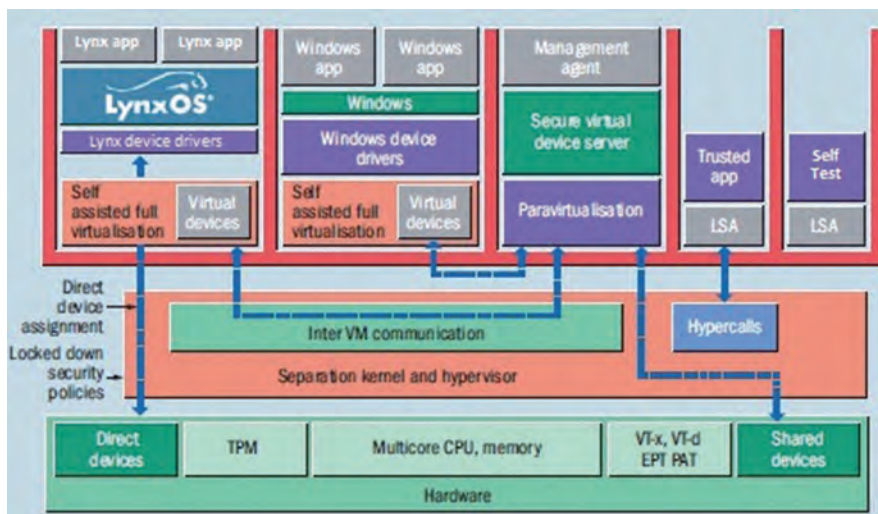 Lynx app
Lynx app
LynxOS®
Lynx device drivers
Self
assisted full
virtualisation
Virtual
devices
Windows
app
Windows
app
Windows
Windows device
drivers
Self
assisted full
virtualisation
Virtual
devices
Management
agent
Secure virtual
device server
Paravirtualisation
Trusted
app
LSA
Self
Test
LSA
Direct
device
assignment
Locked down
security
policies
Inter VM communication
Hypercalls
Separation kernel and hypervisor
Direct
devices
TPM
Multicore CPU, memory
VT-x, VT-d
EPT PAT
Shared
devices
Hardware